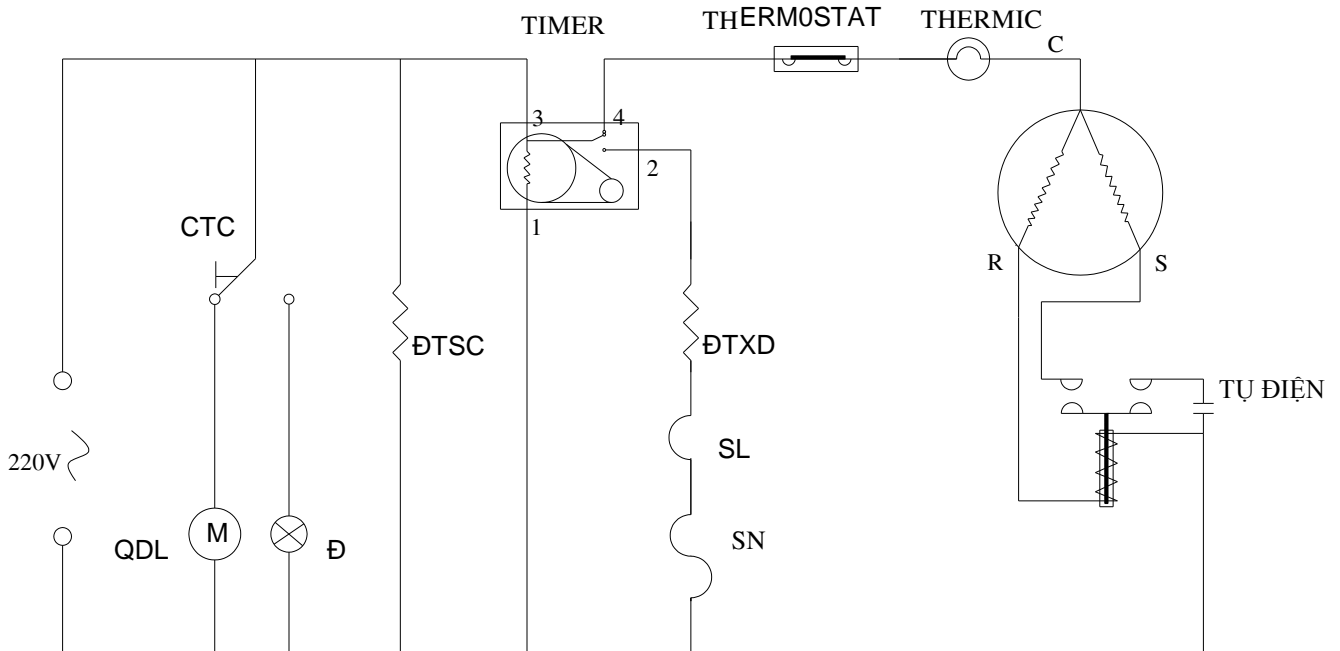 TIMER
THERM0STAT
THERMIC
C
3
4
2
1
CTC
R
S
ĐTSC
ĐTXD
TỤ ĐIỆN
SL
220V
QDL
M
Đ
SN